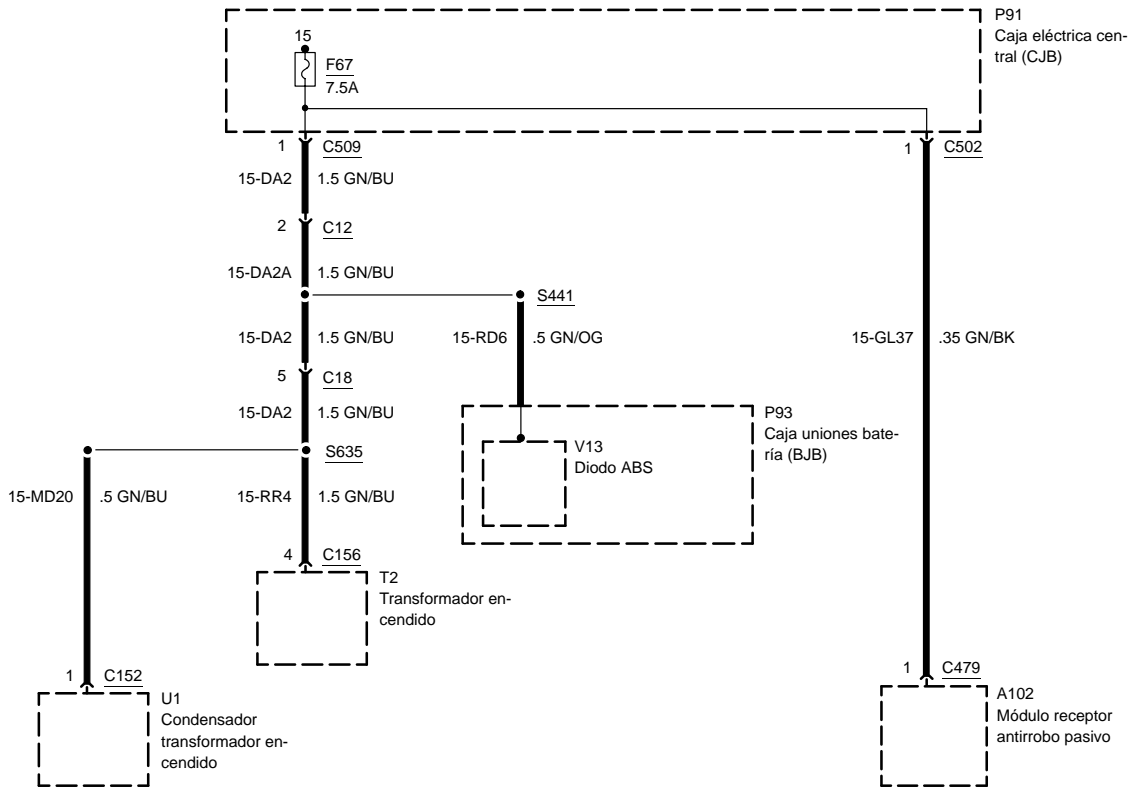 P91
Caja eléctrica cen-
tral (CJB)
15
F67
7.5A
1 C509
1 C502
15-DA2 1.5 GN/BU
2 C12
15-DA2A 1.5 GN/BU
S441
15-DA2 1.5 GN/BU
15-RD6 .5 GN/OG
15-GL37 .35 GN/BK
5 C18
15-DA2 1.5 GN/BU
P93
Caja uniones bate-
ría (BJB)
V13
Diodo ABS
S635
15-MD20 .5 GN/BU
15-RR4 1.5 GN/BU
4 C156
T2
Transformador en-
cendido
1 C152
U1
Condensador
transformador en-
cendido
1 C479
A102
Módulo receptor
antirrobo pasivo